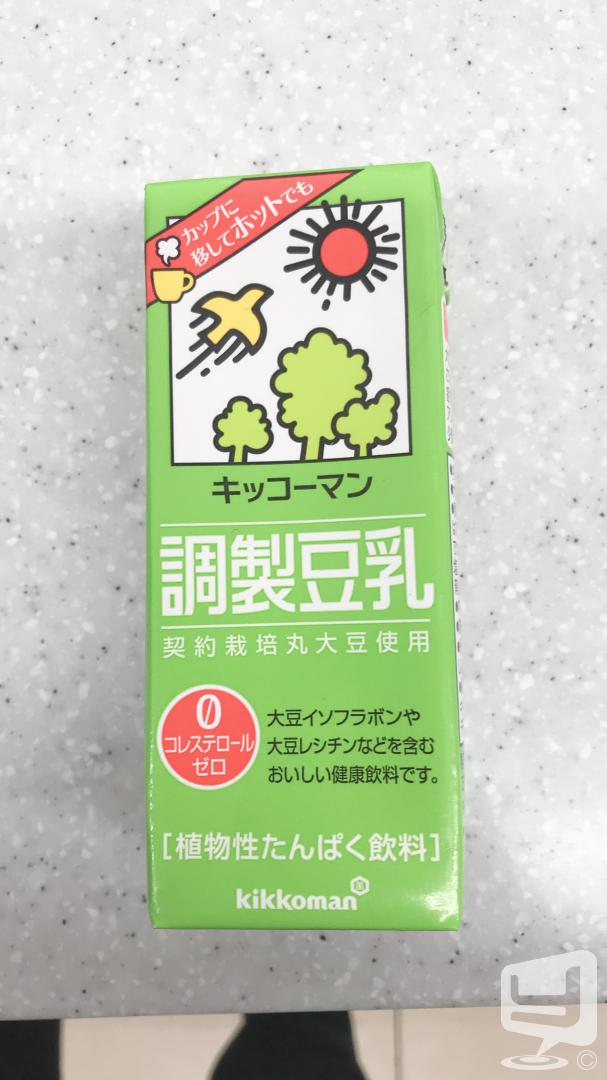 カップに
移してホットでも
キッコーマン
調製豆乳
契約栽培丸大豆使用
0
コレステロール
ゼロ
大豆イソフラボンや
大豆レシチンなどを含む
おいしい健康飲料です。
[植物性たんぱく飲料]
kikkoman
©